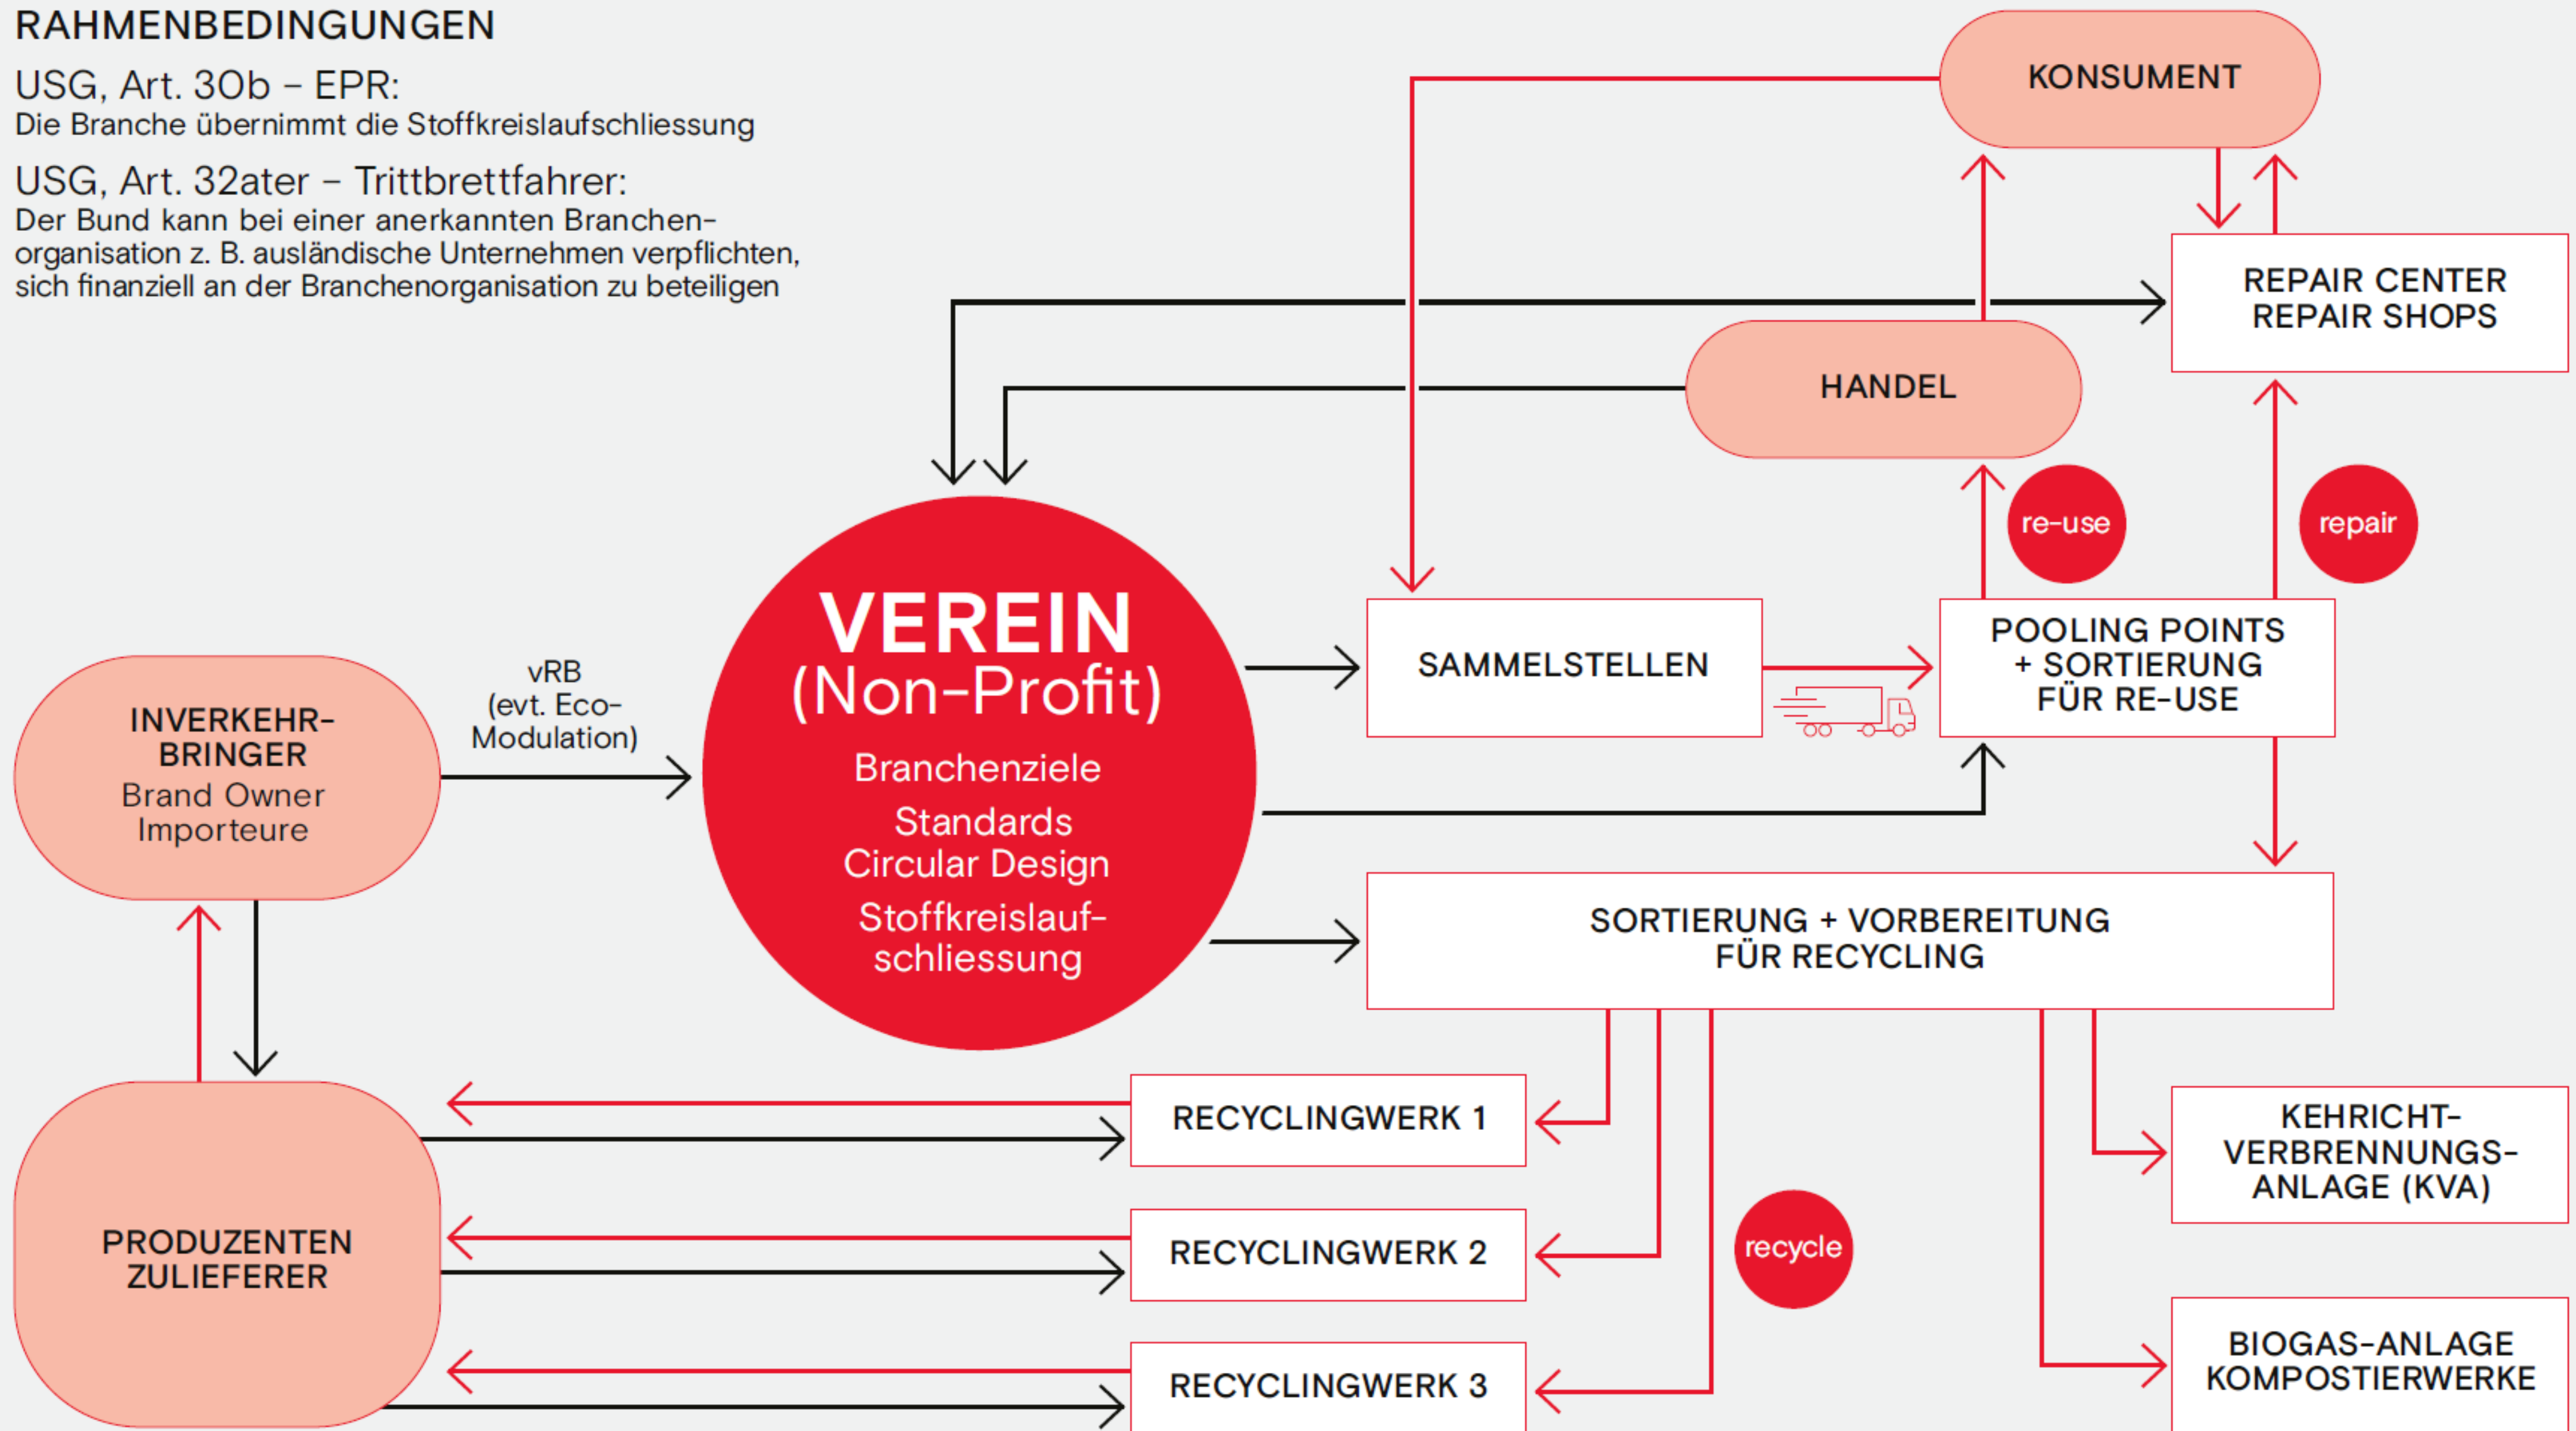 RAHMENBEDINGUNGEN
USG, Art. 30b – EPR:
Die Branche übernimmt die Stoffkreislaufschliessung
USG, Art. 32ater – Trittbrettfahrer:
Der Bund kann bei einer anerkannten Branchen-
organisation z. B. ausländische Unternehmen verpflichten,
sich finanziell an der Branchenorganisation zu beteiligen
KONSUMENT
REPAIR CENTER
REPAIR SHOPS
HANDEL
re-use
repair
VEREIN
(Non-Profit)
Branchenziele
Standards
Circular Design
Stoffkreislauf-
schliessung
SAMMELSTELLEN
POOLING POINTS
+ SORTIERUNG
FÜR RE-USE
vRB
(evt. Eco-
Modulation)
INVERKEHR-
BRINGER
Brand Owner
Importeure
SORTIERUNG + VORBEREITUNG
FÜR RECYCLING
RECYCLINGWERK 1
KEHRICHT-
VERBRENNUNGS-
ANLAGE (KVA)
PRODUZENTEN
ZULIEFERER
RECYCLINGWERK 2
recycle
RECYCLINGWERK 3
BIOGAS-ANLAGE
KOMPOSTIERWERKE